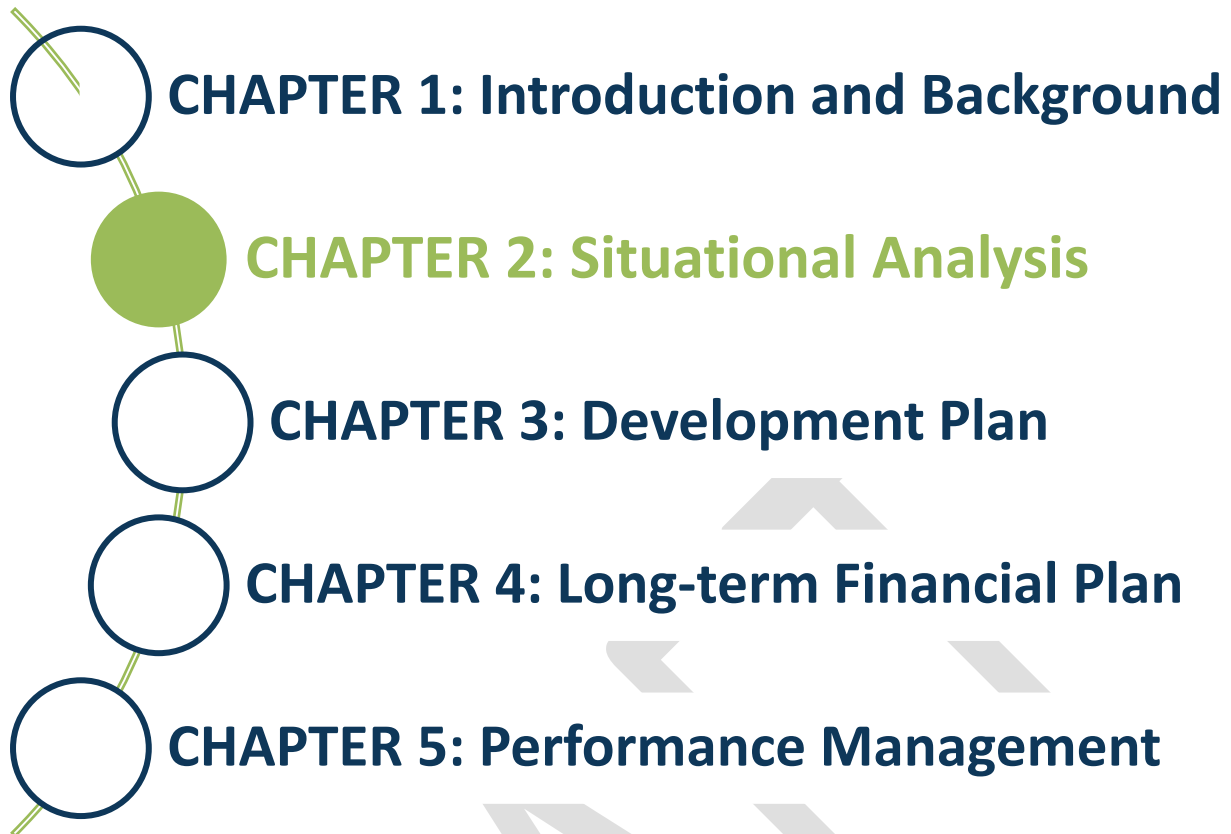 CHAPTER 1: Introduction and Background
CHAPTER 2: Situational Analysis
CHAPTER 3: Development Plan
CHAPTER 4: Long-term Financial Plan
CHAPTER 5: Performance Management